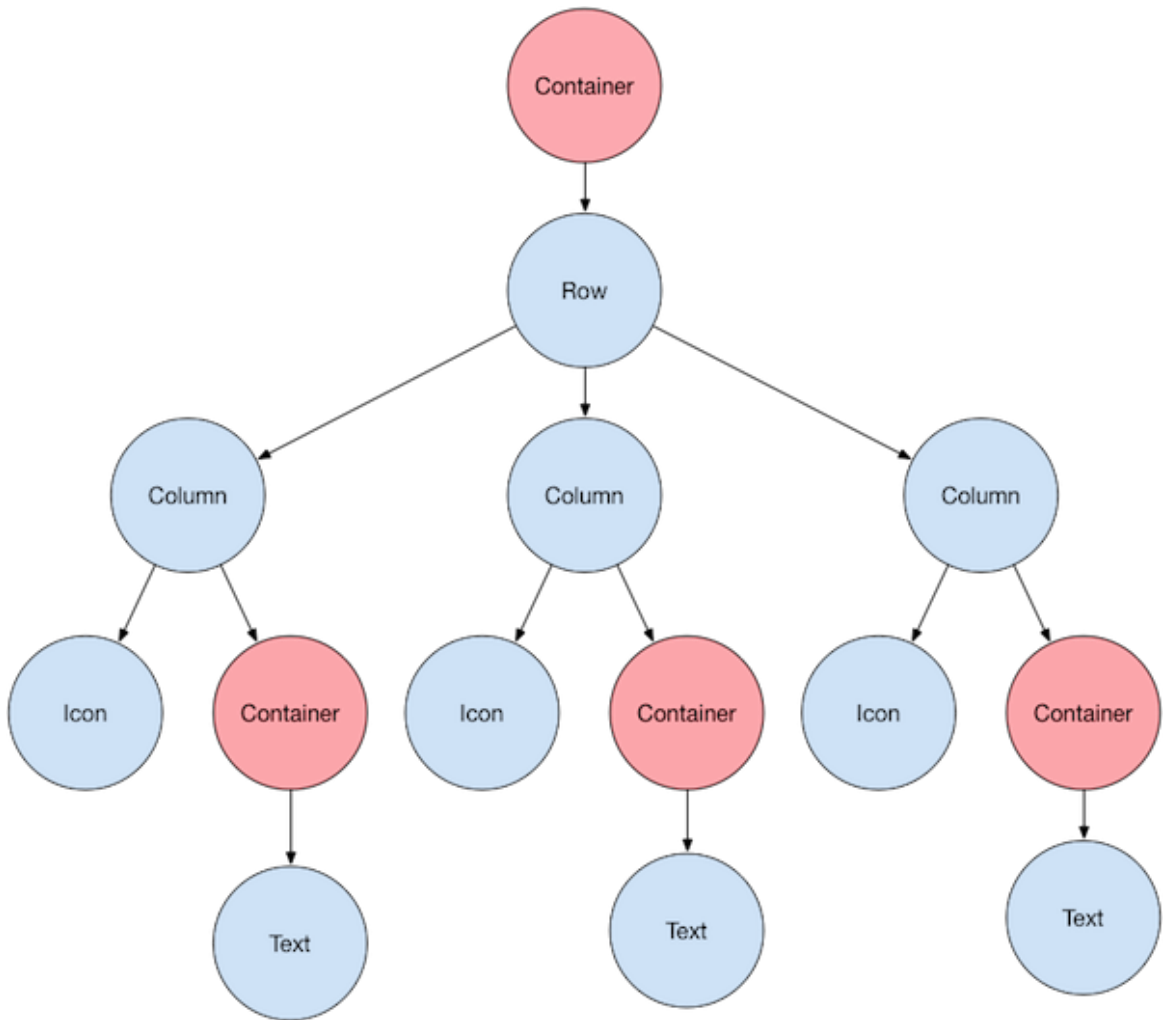 Container
Row
Column
Column
Column
Icon
Container
Icon
Container
Icon
Container
Text
Text
Text